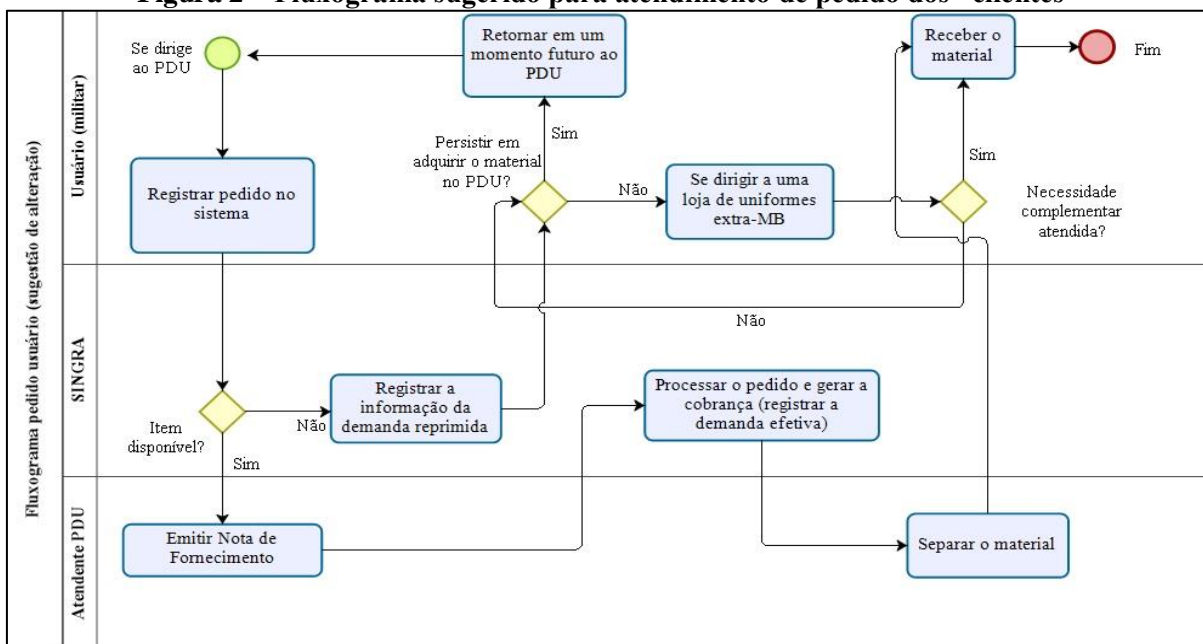 Figura 2 – Fluxograma sugerido para atendimento de pedido dos "clientes"
Fluxograma pedido usuário (sugestão de alteração)
Usuário (militar)
Se dirige
ao PDU
Retornar em um
momento futuro ao
PDU
Receber o
material
Fim
Registrar pedido no
sistema
Persistir em
adquirir o material
no PDU?
Sim
Não
Se dirigir a uma
loja de uniformes
extra-MB
Sim
Necessidade
complementar
atendida?
SINGRA
Não
Item
disponível?
Não
Sim
Registrar a
informação da
demanda reprimida
Processar o pedido e gerar a
cobrança (registrar a
demanda efetiva)
Atendente PDU
Emitir Nota de
Fornecimento
Separar o material